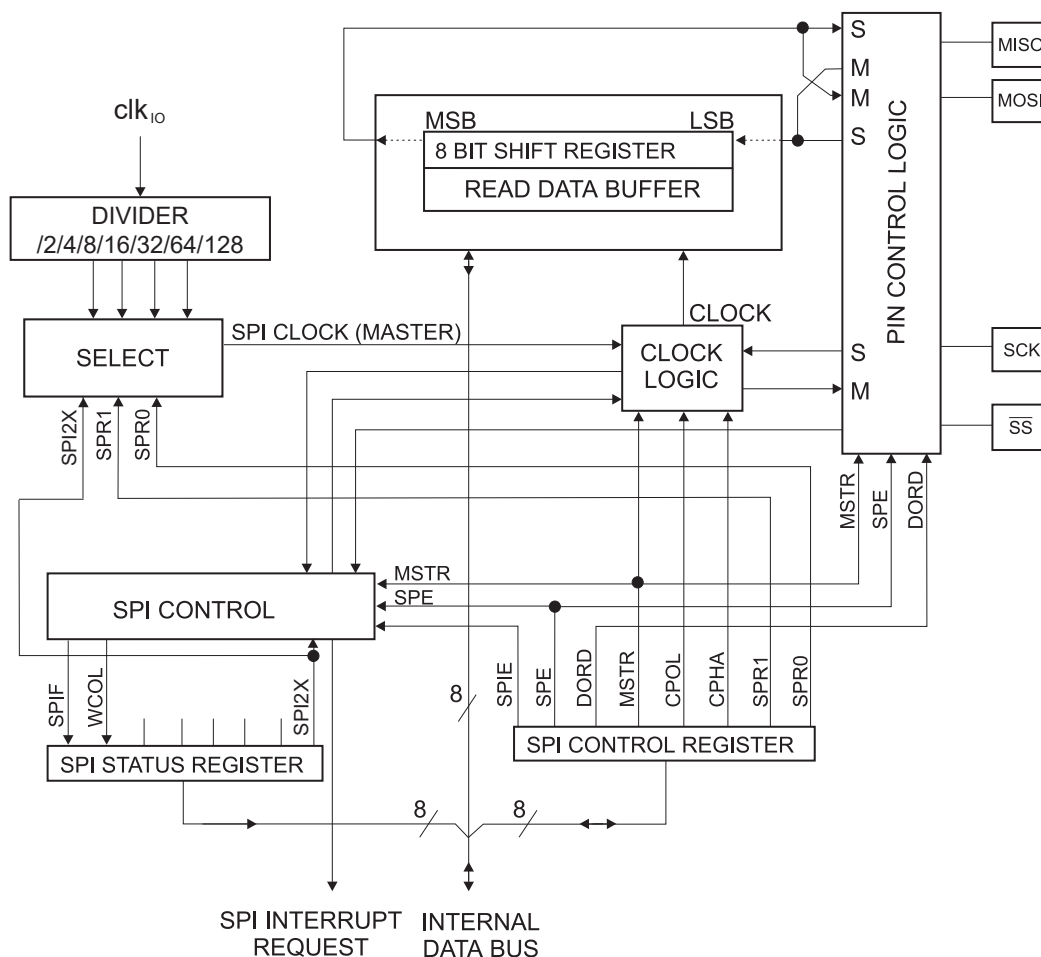 clkIO
DIVIDER
/2/4/8/16/32/64/128
SELECT
SPI CLOCK (MASTER)
SPI2X
SPR1
SPR0
MSB
LSB
8 BIT SHIFT REGISTER
READ DATA BUFFER
CLOCK
CLOCK
LOGIC
S
M
M
S
S
M
PIN CONTROL LOGIC
MISO
MOSI
SCK
SS
MSTR
SPE
DORD
MSTR
SPE
SPI CONTROL
SPIF
WCOL
SPI2X
SPI STATUS REGISTER
8
SPIE
SPE
DORD
MSTR
CPOL
CPHA
SPR1
SPR0
SPI CONTROL REGISTER
8
8
SPI INTERRUPT
REQUEST
INTERNAL
DATA BUS